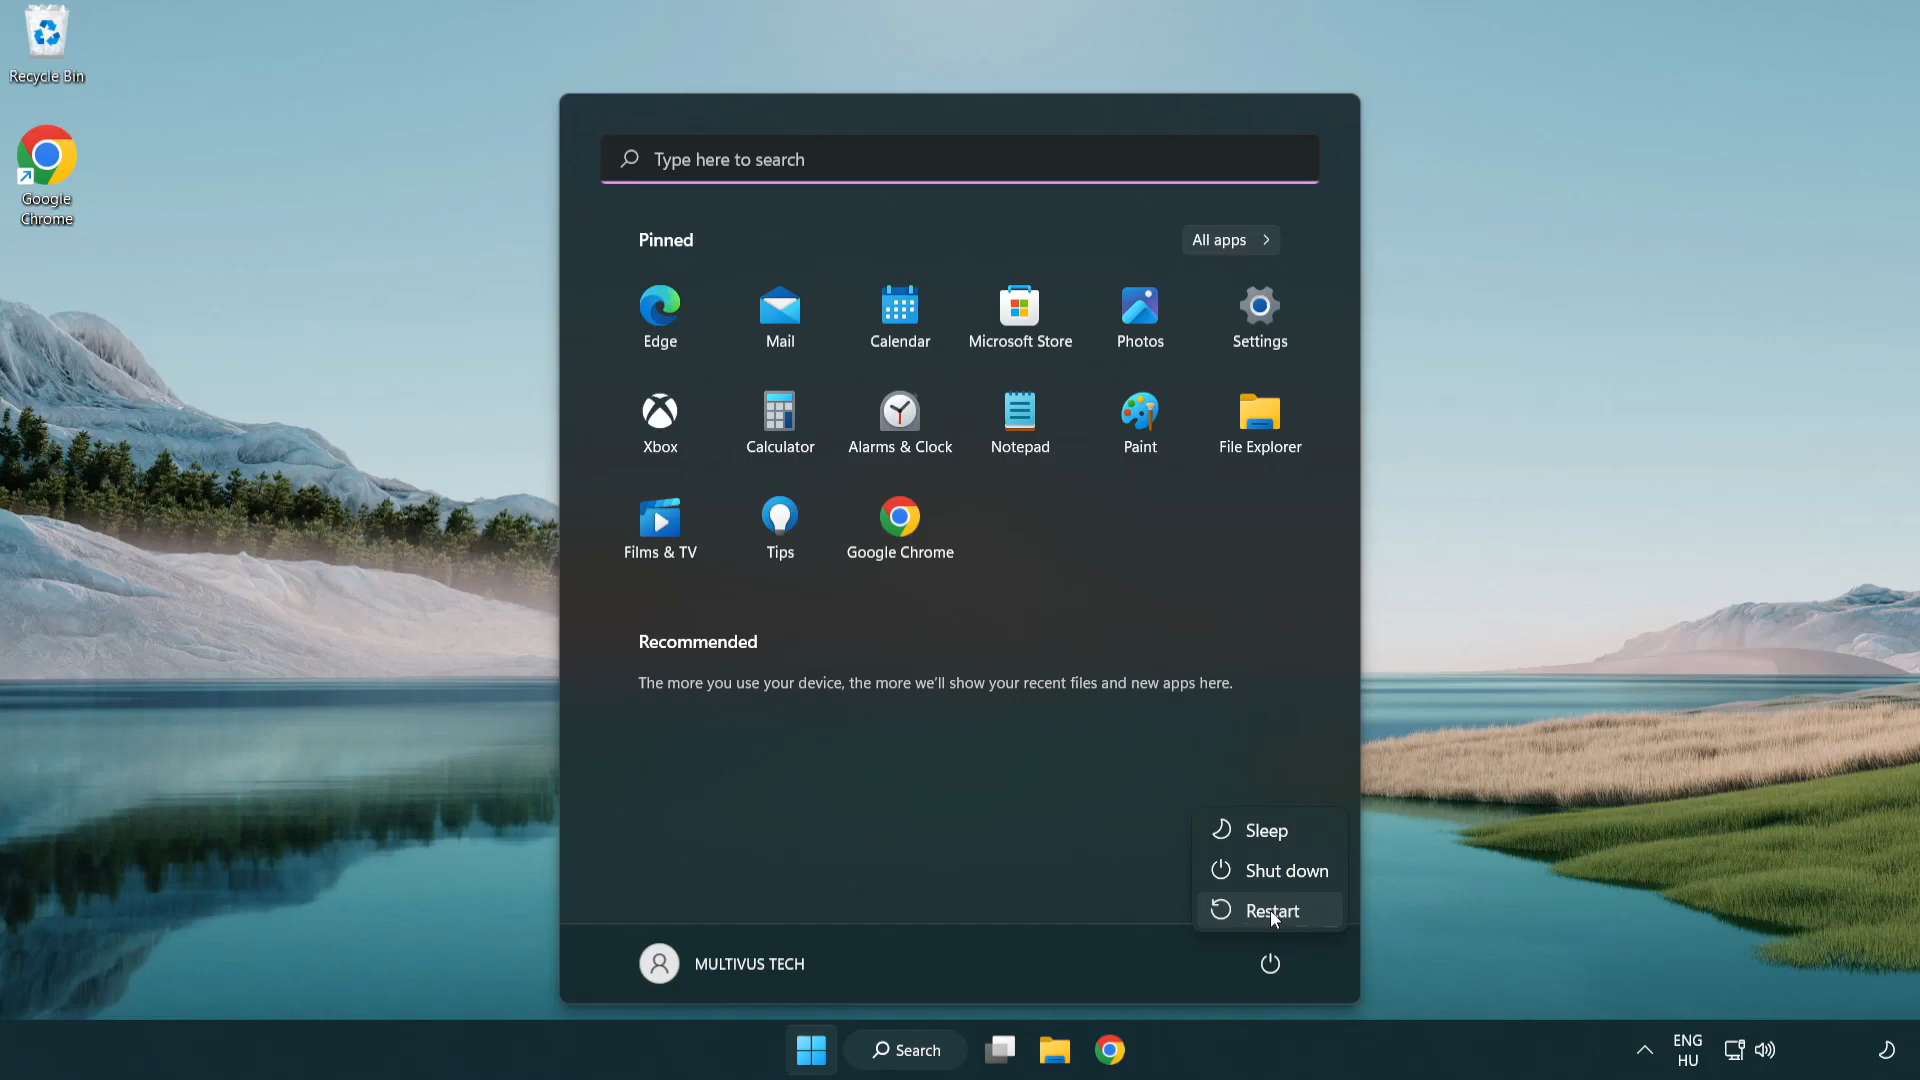 Recycle Bin
Google
Chrome
Type here to search
Pinned
All apps
Edge
Mail
Calendar
Microsoft Store
Photos
Settings
Xbox
Calculator
Alarms & Clock
Notepad
Paint
File Explorer
Films & TV
Tips
Google Chrome
Recommended
The more you use your device, the more we'll show your recent files and new apps here.
Sleep
Shut down
Restart
MULTIVUS TECH
Search
ENG
HU